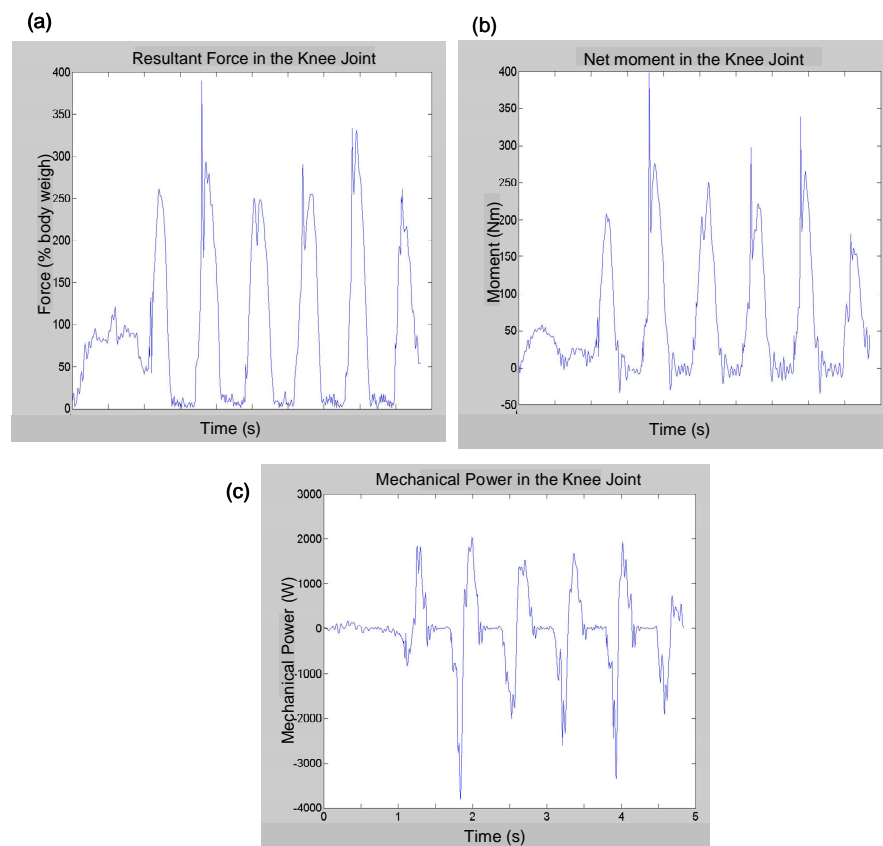 (a)
Resultant Force in the Knee Joint
400
350
300
250
200
150
100
50
0
Force (% body weigh)
Time (s)
(b)
Net moment in the Knee Joint
400
350
300
250
200
150
100
50
0
-50
Moment (Nm)
Time (s)
(c)
Mechanical Power in the Knee Joint
3000
2000
1000
0
-1000
-2000
-3000
-4000
Mechanical Power (W)
0 1 2 3 4 5
Time (s)